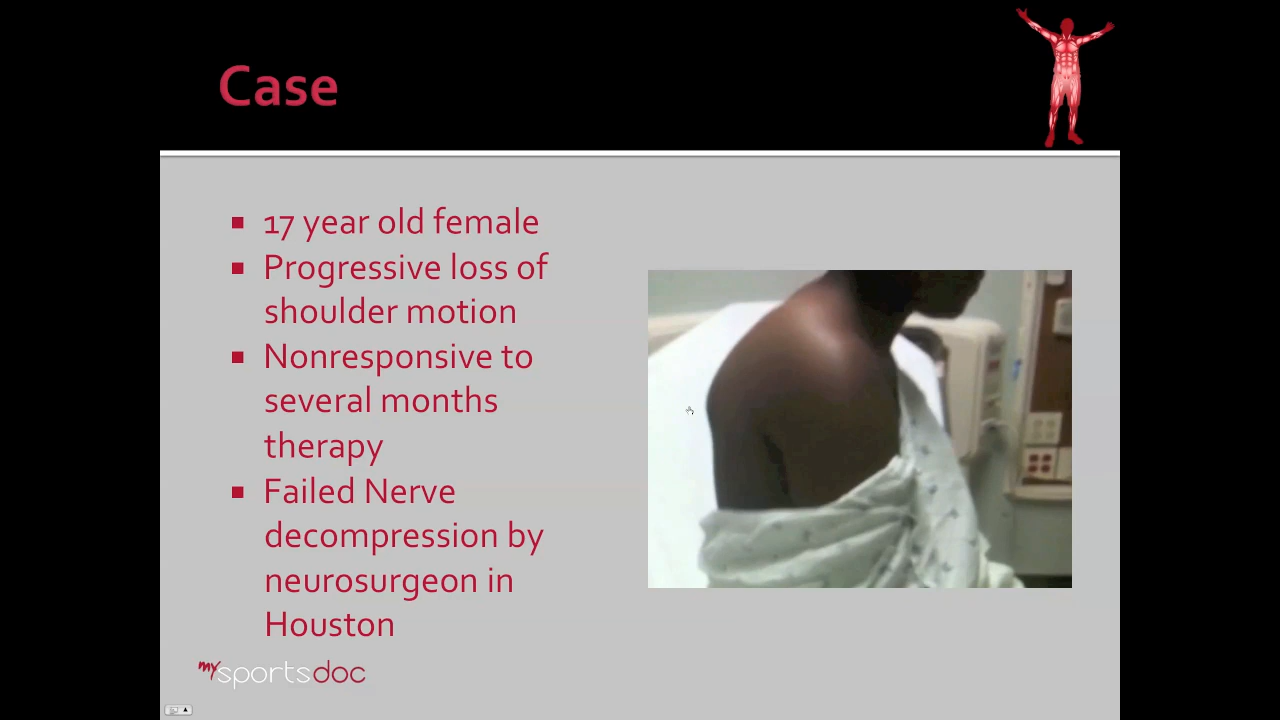 Case
17 year old female
Progressive loss of
shoulder motion
Nonresponsive to
several months
therapy
Failed Nerve
decompression by
neurosurgeon in
Houston
mysportsdoc